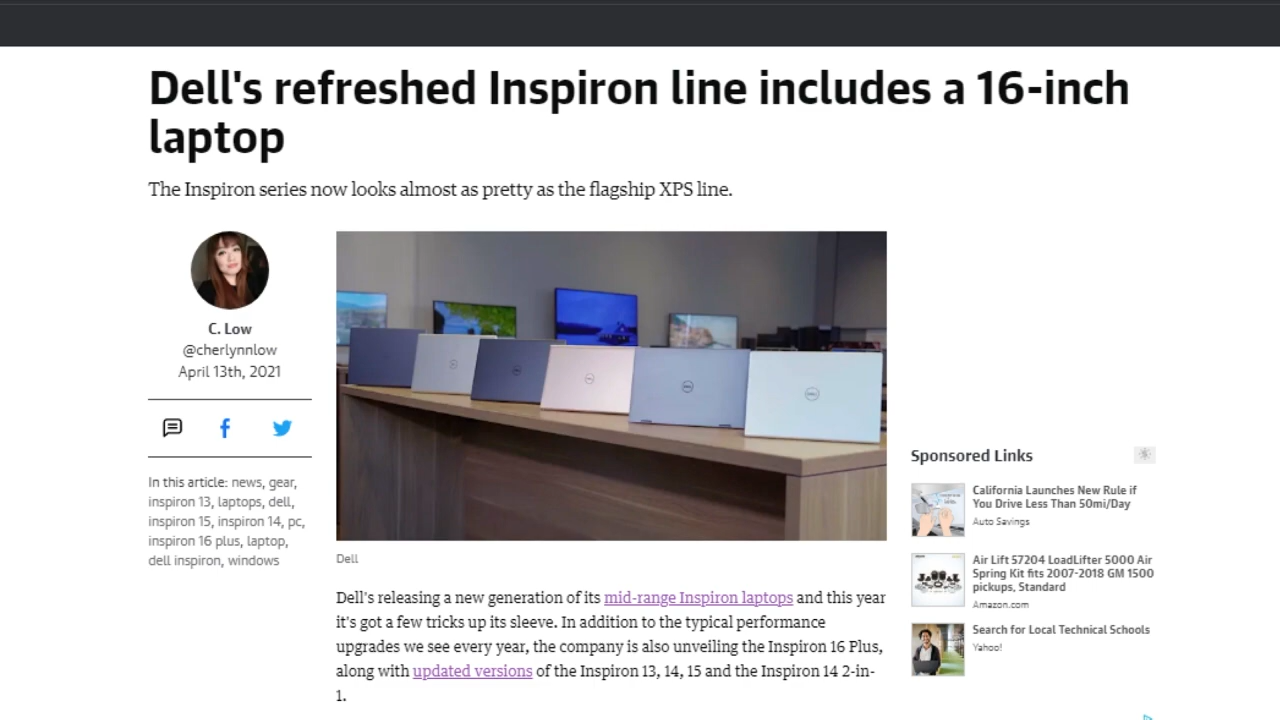 Dell's refreshed Inspiron line includes a 16-inch
laptop
The Inspiron series now looks almost as pretty as the flagship XPS line.
C. Low
@cherlynnlow
April 13th, 2021
In this article: news, gear,
inspiron 13, laptops, dell,
inspiron 15, inspiron 14, pc,
inspiron 16 plus, laptop,
dell inspiron, windows
Dell
Dell's releasing a new generation of its mid-range Inspiron laptops and this year
it's got a few tricks up its sleeve. In addition to the typical performance
upgrades we see every year, the company is also unveiling the Inspiron 16 Plus,
along with updated versions of the Inspiron 13, 14, 15 and the Inspiron 14 2-in-
1.
Sponsored Links
California Launches New Rule if
You Drive Less Than 50mi/Day
Auto Savings
Air Lift 57204 LoadLifter 5000 Air
Spring Kit fits 2007-2018 GM 1500
pickups, Standard
Amazon.com
Search for Local Technical Schools
Yahoo!